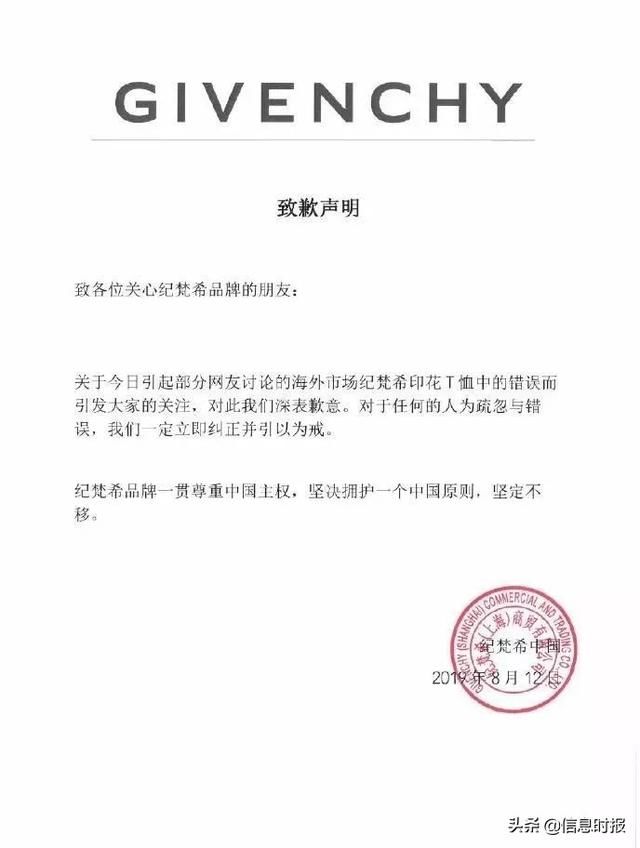 GIVENCHY
致歉声明
致各位关心纪梵希品牌的朋友：
关于今日引起部分网友讨论的海外市场纪梵希印花T恤中的错误而
引发大家的关注，对此我们深表歉意。对于任何的人为疏忽与错
误，我们一定立即纠正并引以为戒。
纪梵希品牌一贯尊重中国主权，坚决拥护一个中国原则，坚定不
移。
GIVENCHY (SHANGHAI) COMMERCIAL AND TRADING CO., LTD
纪梵希(上海)商贸有限公司
纪梵希中国
2019年8月12日
头条@信息时报